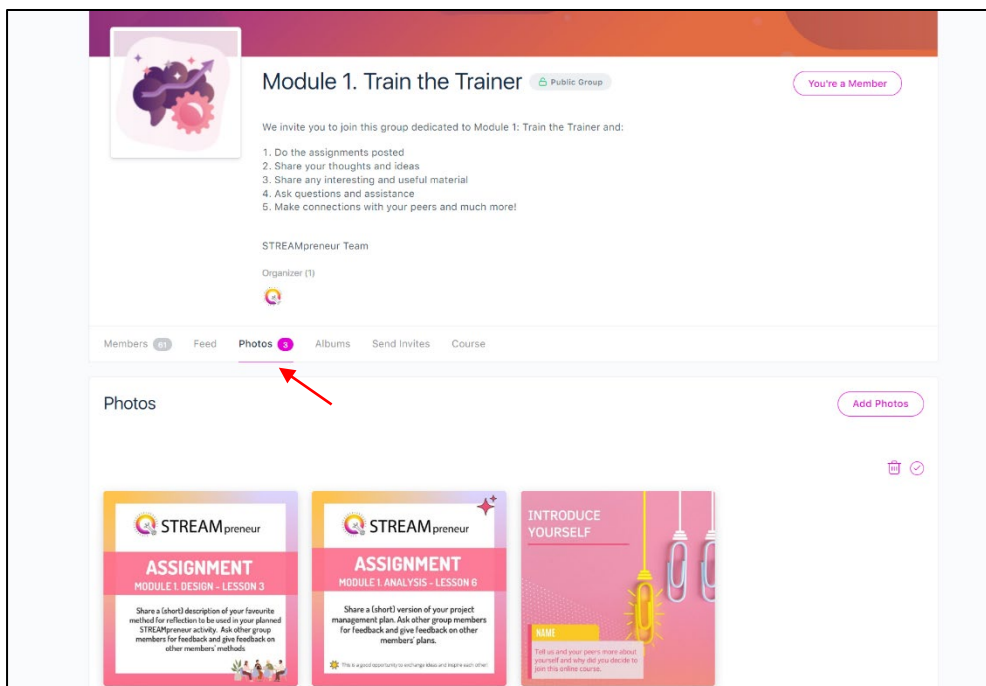 Module 1. Train the Trainer Public Group
You're a Member
We invite you to join this group dedicated to Module 1: Train the Trainer and:
1. Do the assignments posted
2. Share your thoughts and ideas
3. Share any interesting and useful material
4. Ask questions and assistance
5. Make connections with your peers and much more!
STREAMpreneur Team
Organizer (1)
Members 61 Feed Photos 3 Albums Send Invites Course
Photos
Add Photos
STREAMpreneur
ASSIGNMENT
MODULE 1. DESIGN - LESSON 3
Share a (short) description of your favourite
method for reflection to be used in your planned
STREAMpreneur activity. Ask other group
members for feedback and give feedback on
other members' methods
STREAMpreneur
ASSIGNMENT
MODULE 1. ANALYSIS - LESSON 6
Share a (short) version of your project
management plan. Ask other group members
for feedback and give feedback on other
members' plans.
This is a good opportunity to exchange ideas and inspire each other!
INTRODUCE
YOURSELF
NAME
Tell us and your peers more about
yourself and why did you decide to
join this online course.